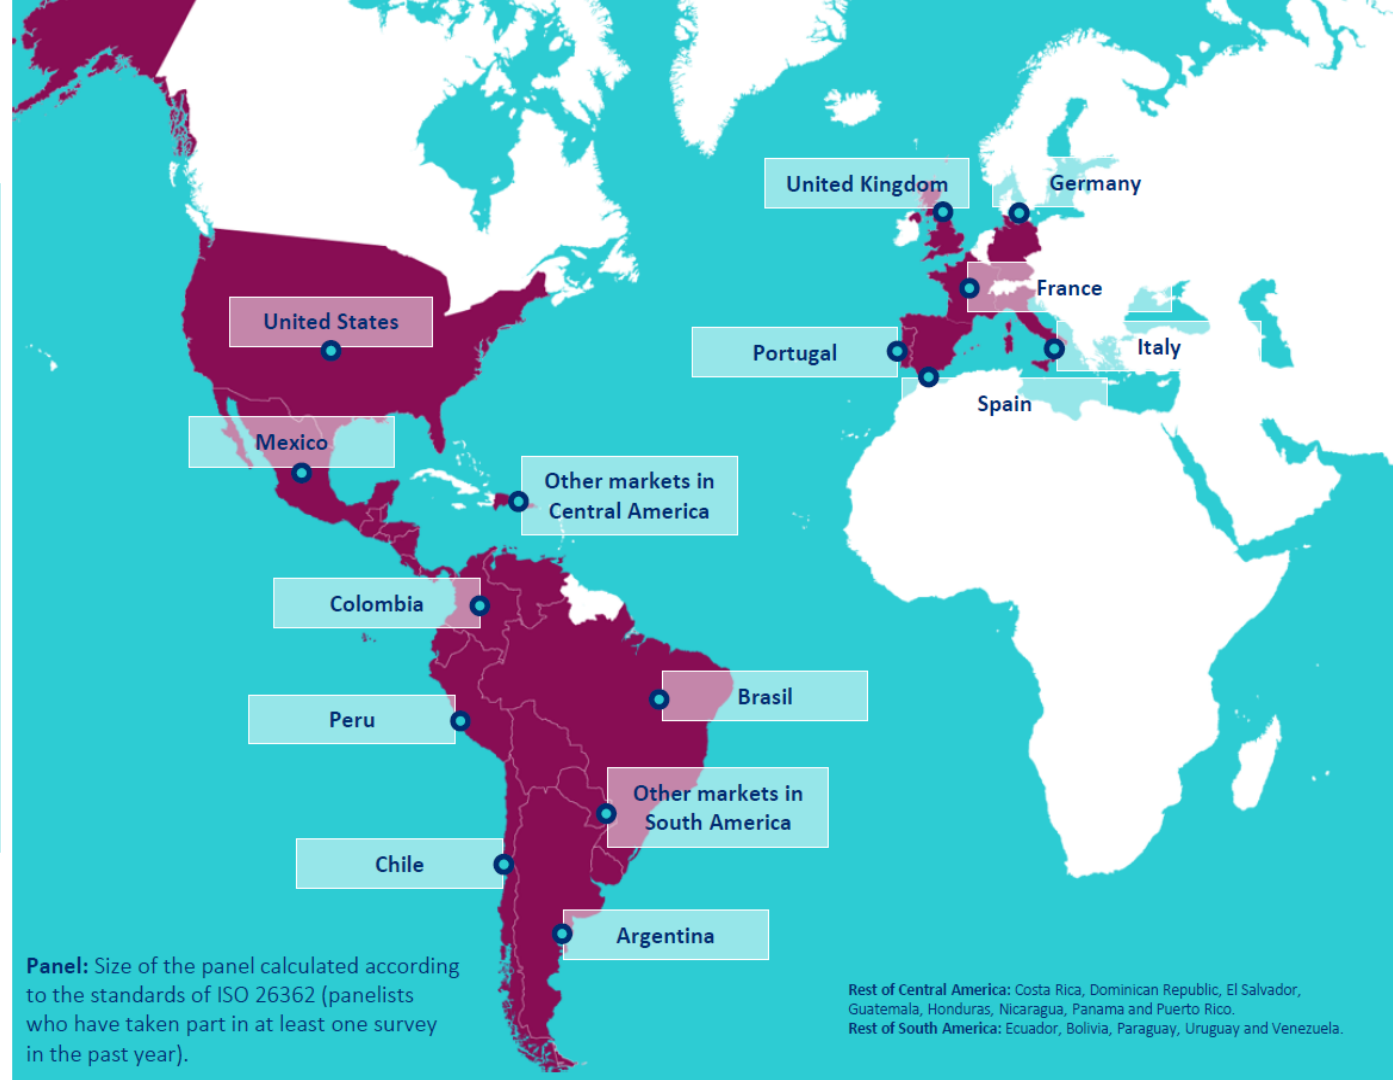 United Kingdom
Germany
France
United States
Portugal
Italy
Spain
Mexico
Other markets in
Central America
Colombia
Brasil
Peru
Other markets in
South America
Chile
Argentina
Panel: Size of the panel calculated according
to the standards of ISO 26362 (panelists
who have taken part in at least one survey
in the past year).
Rest of Central America: Costa Rica, Dominican Republic, El Salvador,
Guatemala, Honduras, Nicaragua, Panama and Puerto Rico.
Rest of South America: Ecuador, Bolivia, Paraguay, Uruguay and Venezuela.